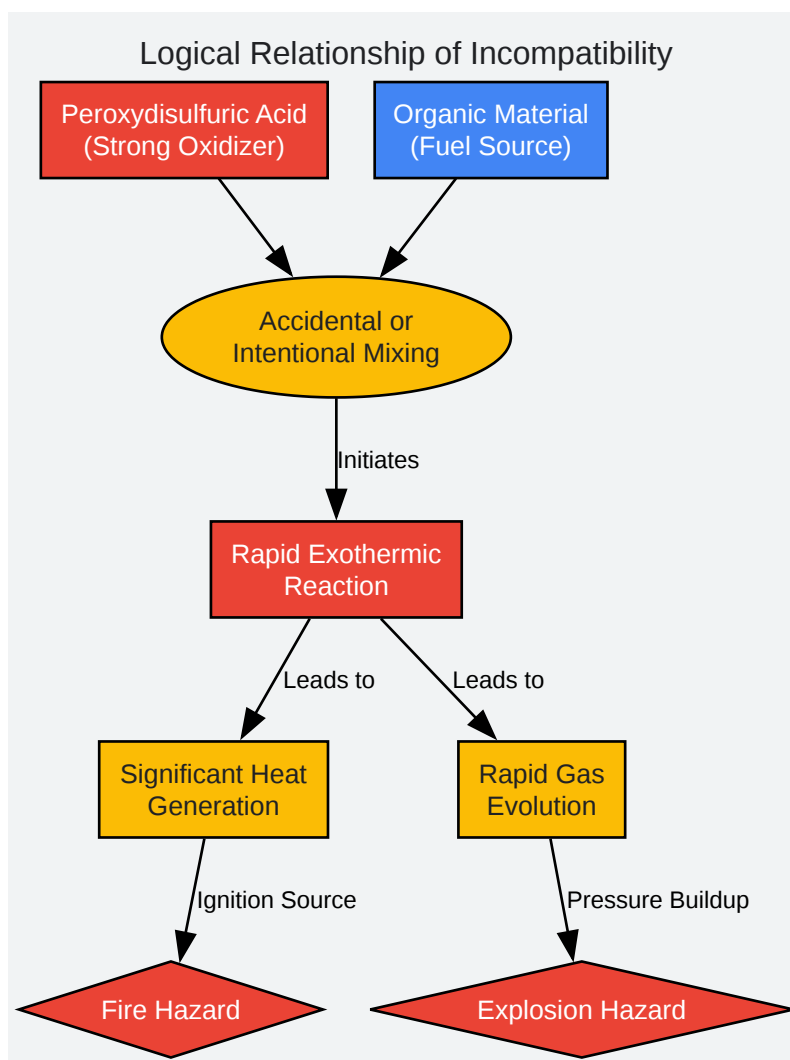 Logical Relationship of Incompatibility
Peroxydisulfuric Acid
(Strong Oxidizer)
Organic Material
(Fuel Source)
Accidental or
Intentional Mixing
Initiates
Rapid Exothermic
Reaction
Leads to
Leads to
Significant Heat
Generation
Rapid Gas
Evolution
Ignition Source
Pressure Buildup
Fire Hazard
Explosion Hazard